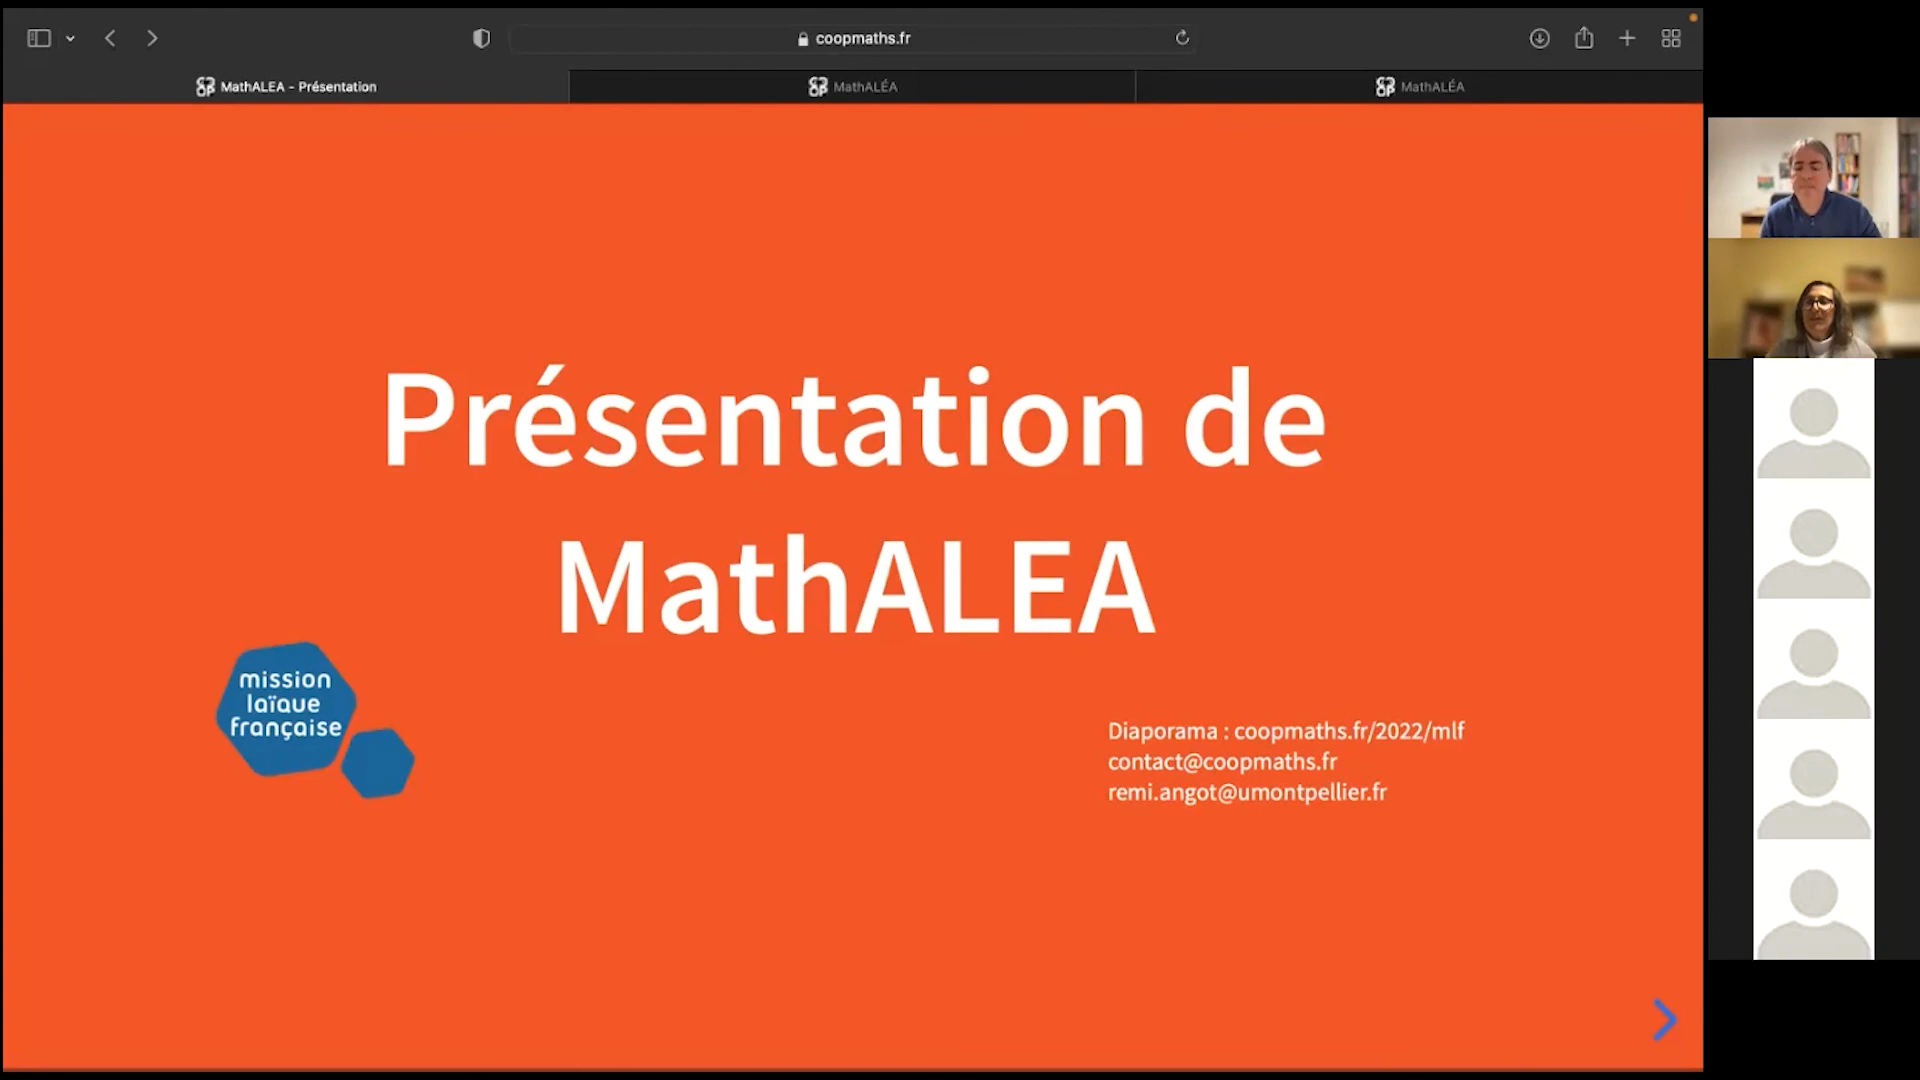 coopmaths.fr
MathALEA - Présentation
MathALÉA
MathALÉA
Présentation de
MathALEA
mission
laïque
française
Diaporama : coopmaths.fr/2022/mlf
contact@coopmaths.fr
remi.angot@umontpellier.fr